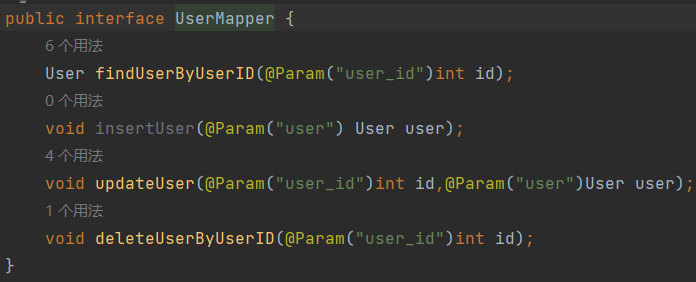 public interface UserMapper {
6 个用法
User findUserByUserID(@Param("user_id")int id);
0 个用法
void insertUser(@Param("user") User user);
4 个用法
void updateUser(@Param("user_id")int id,@Param("user")User user);
1 个用法
void deleteUserByUserID(@Param("user_id")int id);
}